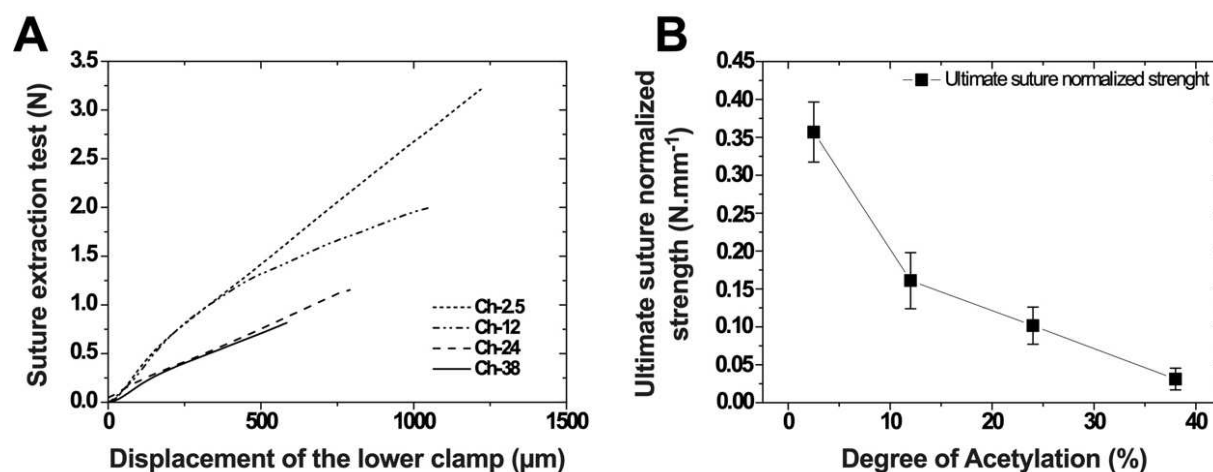 A
Suture extraction test (N)
3.5
3.0
2.5
2.0
1.5
1.0
0.5
0.0
Ch-2.5
Ch-12
Ch-24
Ch-38
0
500
1000
1500
Displacement of the lower clamp (µm)
B
Ultimate suture normalized
strength (N.mm-1)
0.45
0.40
0.35
0.30
0.25
0.20
0.15
0.10
0.05
0.00
Ultimate suture normalized strenght
0
10
20
30
40
Degree of Acetylation (%)